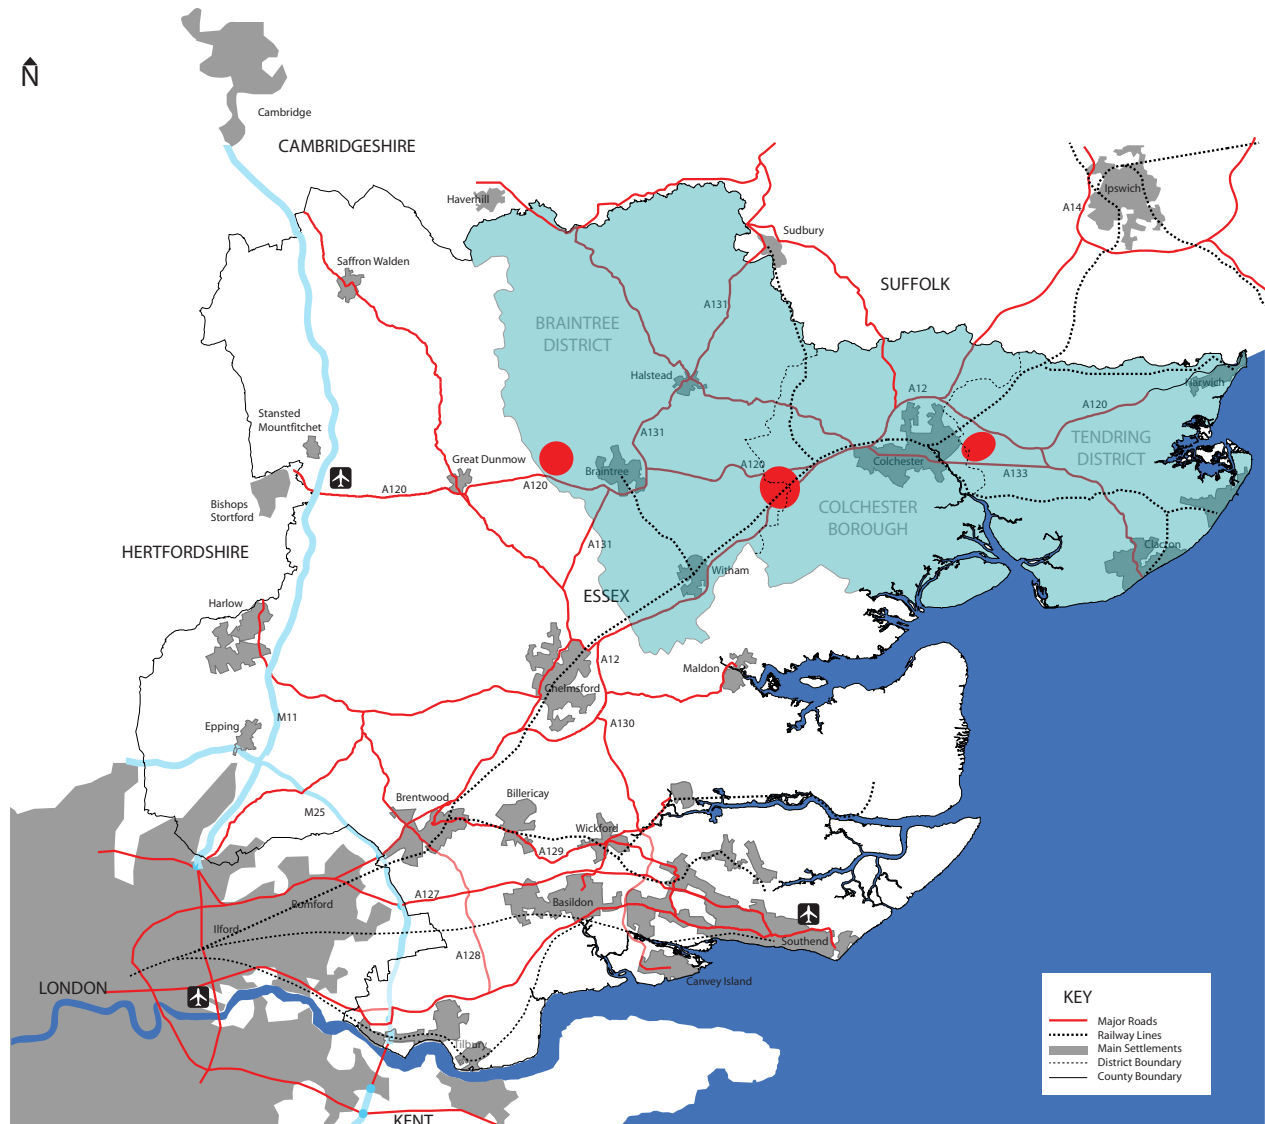 N
Cambridge
CAMBRIDGESHIRE
Haverhill
Ipswich
A14
Sudbury
Saffron Walden
SUFFOLK
A131
BRAINTREE
DISTRICT
Halstead
A12
Harwich
A120
Stansted
Mountfitchet
A131
TENDRING
DISTRICT
Great Dunmow
Braintree
A120
Colchester
A133
A120
A120
Bishops
Stortford
COLCHESTER
BOROUGH
HERTFORDSHIRE
A131
Clacton
Witham
ESSEX
Harlow
A12
Maldon
Chelmsford
M11
Epping
A130
Brentwood
Billericay
M25
Wickford
A129
A127
Romford
Basildon
Ilford
Southend
A128
Canvey Island
LONDON
Tilbury
KENT
KEY
Major Roads
Railway Lines
Main Settlements
District Boundary
County Boundary